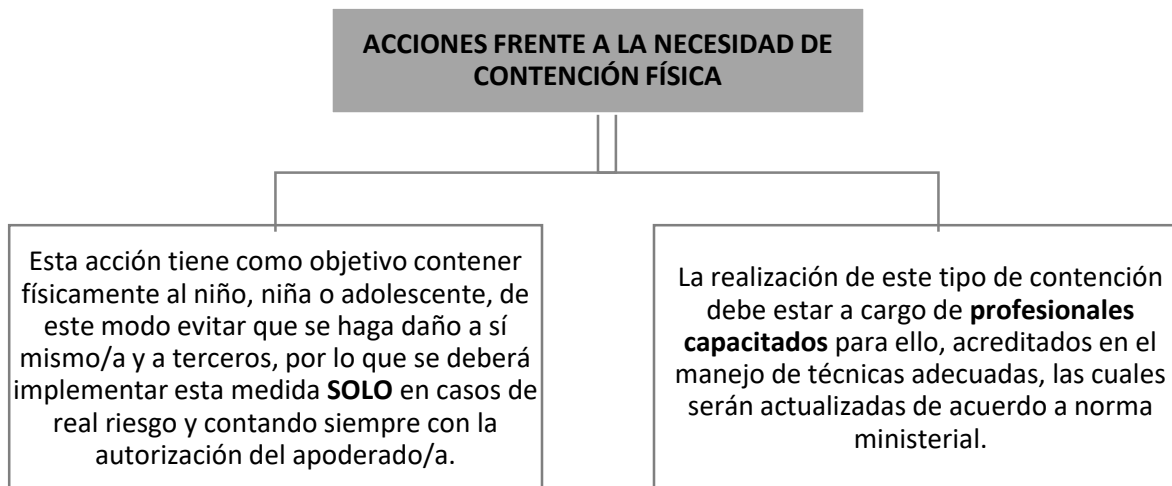 ACCIONES FRENTE A LA NECESIDAD DE
CONTENCIÓN FÍSICA
Esta acción tiene como objetivo contener
físicamente al niño, niña o adolescente, de
este modo evitar que se haga daño a sí
mismo/a y a terceros, por lo que se deberá
implementar esta medida SOLO en casos de
real riesgo y contando siempre con la
autorización del apoderado/a.
La realización de este tipo de contención
debe estar a cargo de profesionales
capacitados para ello, acreditados en el
manejo de técnicas adecuadas, las cuales
serán actualizadas de acuerdo a norma
ministerial.